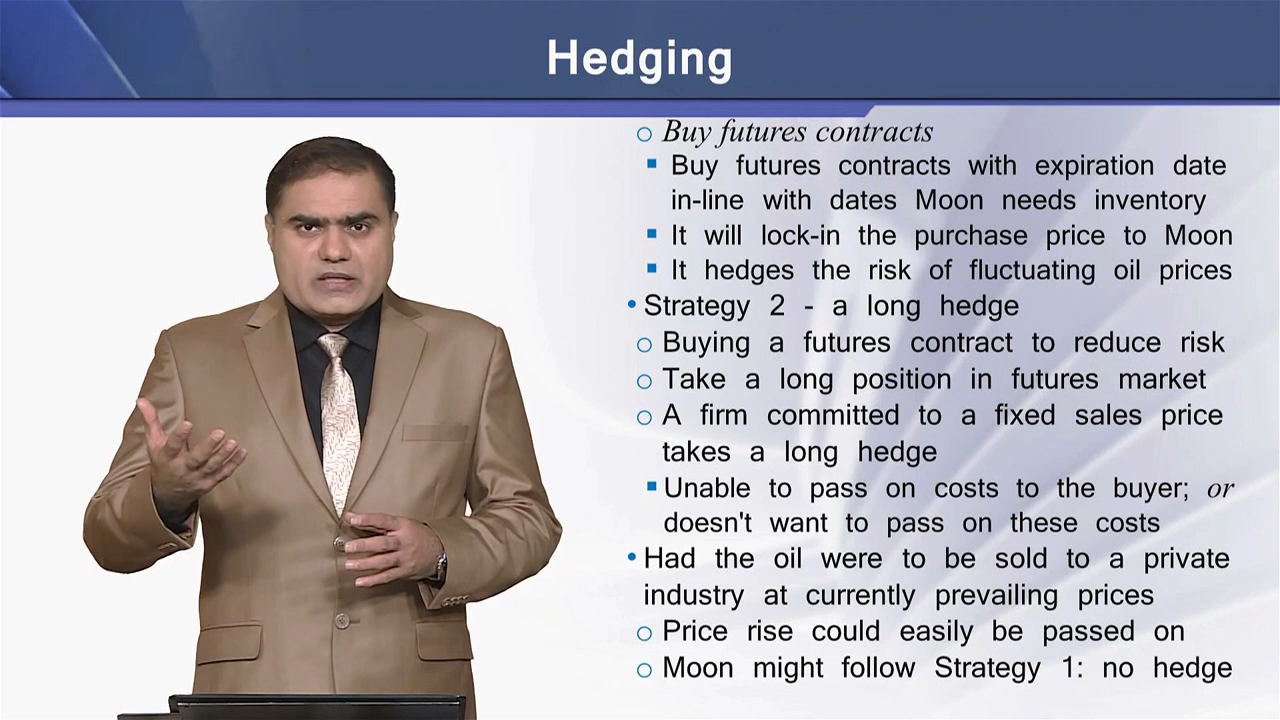 Hedging
o Buy futures contracts
▪ Buy futures contracts with expiration date
in-line with dates Moon needs inventory
▪ It will lock-in the purchase price to Moon
▪ It hedges the risk of fluctuating oil prices
• Strategy 2 - a long hedge
o Buying a futures contract to reduce risk
o Take a long position in futures market
o A firm committed to a fixed sales price
takes a long hedge
▪ Unable to pass on costs to the buyer; or
doesn't want to pass on these costs
• Had the oil were to be sold to a private
industry at currently prevailing prices
o Price rise could easily be passed on
o Moon might follow Strategy 1: no hedge